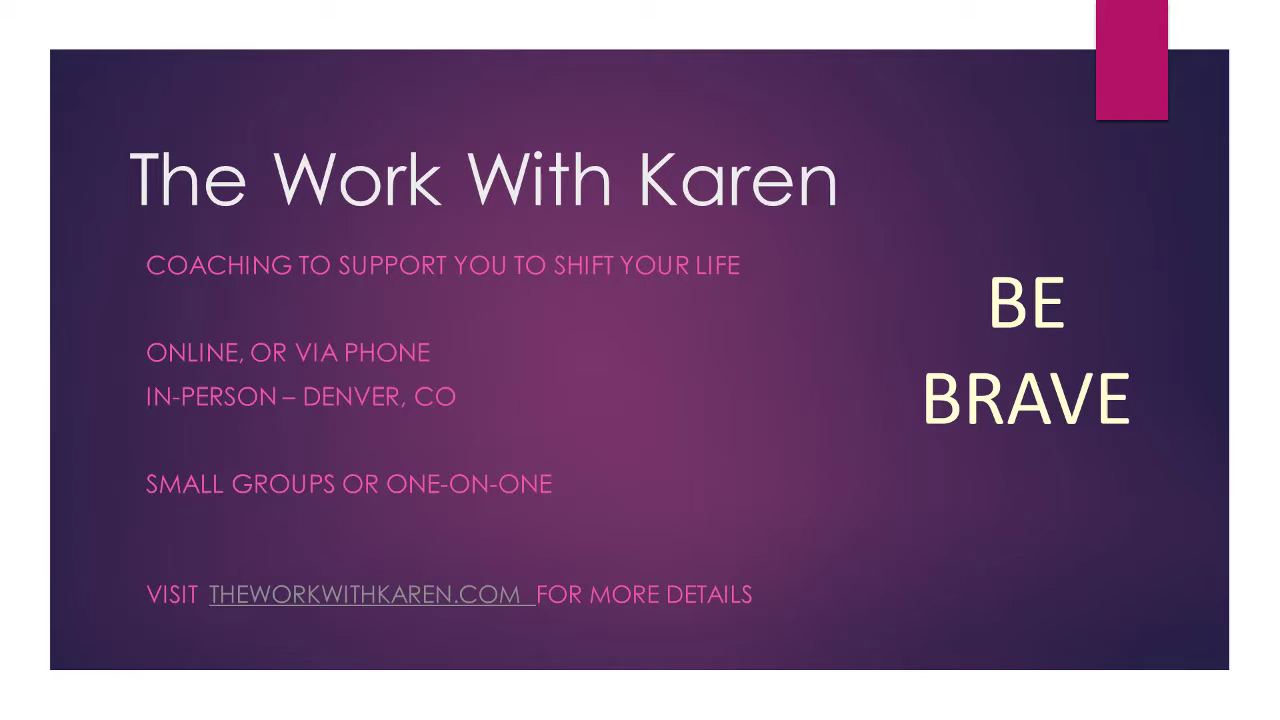 The Work With Karen
COACHING TO SUPPORT YOU TO SHIFT YOUR LIFE
ONLINE, OR VIA PHONE
IN-PERSON – DENVER, CO
SMALL GROUPS OR ONE-ON-ONE
VISIT THEWORKWITHKAREN.COM FOR MORE DETAILS
BE
BRAVE